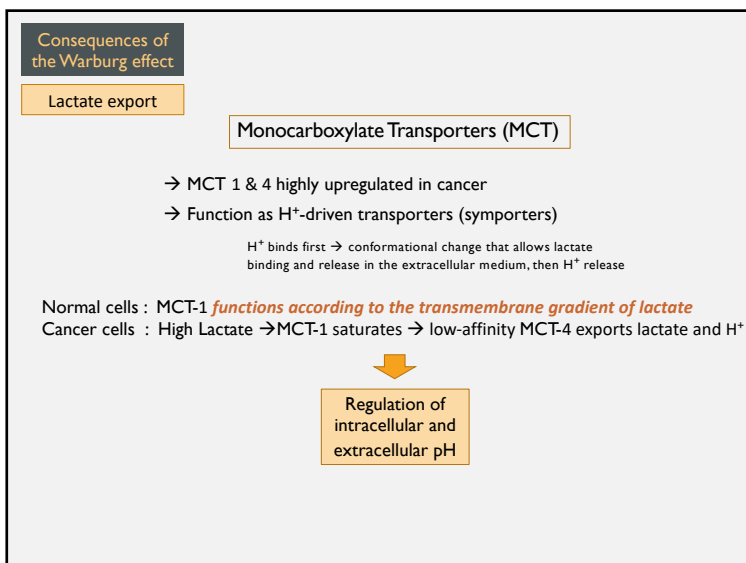 Consequences of
the Warburg effect
Lactate export
Monocarboxylate Transporters (MCT)
→ MCT 1 & 4 highly upregulated in cancer
→ Function as H⁺-driven transporters (symporters)
H⁺ binds first → conformational change that allows lactate
binding and release in the extracellular medium, then H⁺ release
Normal cells : MCT-1 functions according to the transmembrane gradient of lactate
Cancer cells : High Lactate →MCT-1 saturates → low-affinity MCT-4 exports lactate and H⁺
Regulation of
intracellular and
extracellular pH